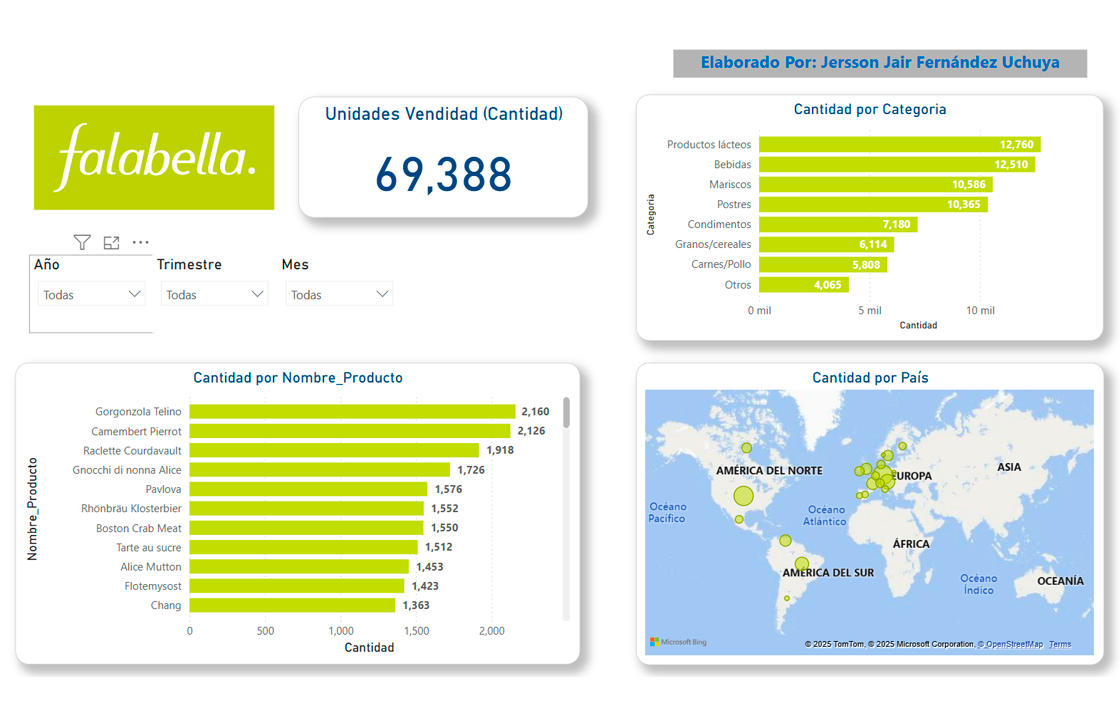 Elaborado Por: Jersson Jair Fernández Uchuya
falabella.
Unidades Vendidad (Cantidad)
69,388
Año
Trimestre
Mes
Todas
Todas
Todas
Cantidad por Categoria
Categoria
Productos lácteos 12,760
Bebidas 12,510
Mariscos 10,586
Postres 10,365
Condimentos 7,180
Granos/cereales 6,114
Carnes/Pollo 5,808
Otros 4,065
0 mil 5 mil 10 mil
Cantidad
Cantidad por Nombre_Producto
Nombre_Producto
Gorgonzola Telino 2,160
Camembert Pierrot 2,126
Raclette Courdavault 1,918
Gnocchi di nonna Alice 1,726
Pavlova 1,576
Rhönbräu Klosterbier 1,552
Boston Crab Meat 1,550
Tarte au sucre 1,512
Alice Mutton 1,453
Flotemysost 1,423
Chang 1,363
0 500 1,000 1,500 2,000
Cantidad
Cantidad por País
AMÉRICA DEL NORTE
EUROPA
ASIA
Océano
Pacífico
Océano
Atlántico
ÁFRICA
AMÉRICA DEL SUR
Océano
Índico
OCEANÍA
Microsoft Bing
© 2025 TomTom, © 2025 Microsoft Corporation, © OpenStreetMap Terms